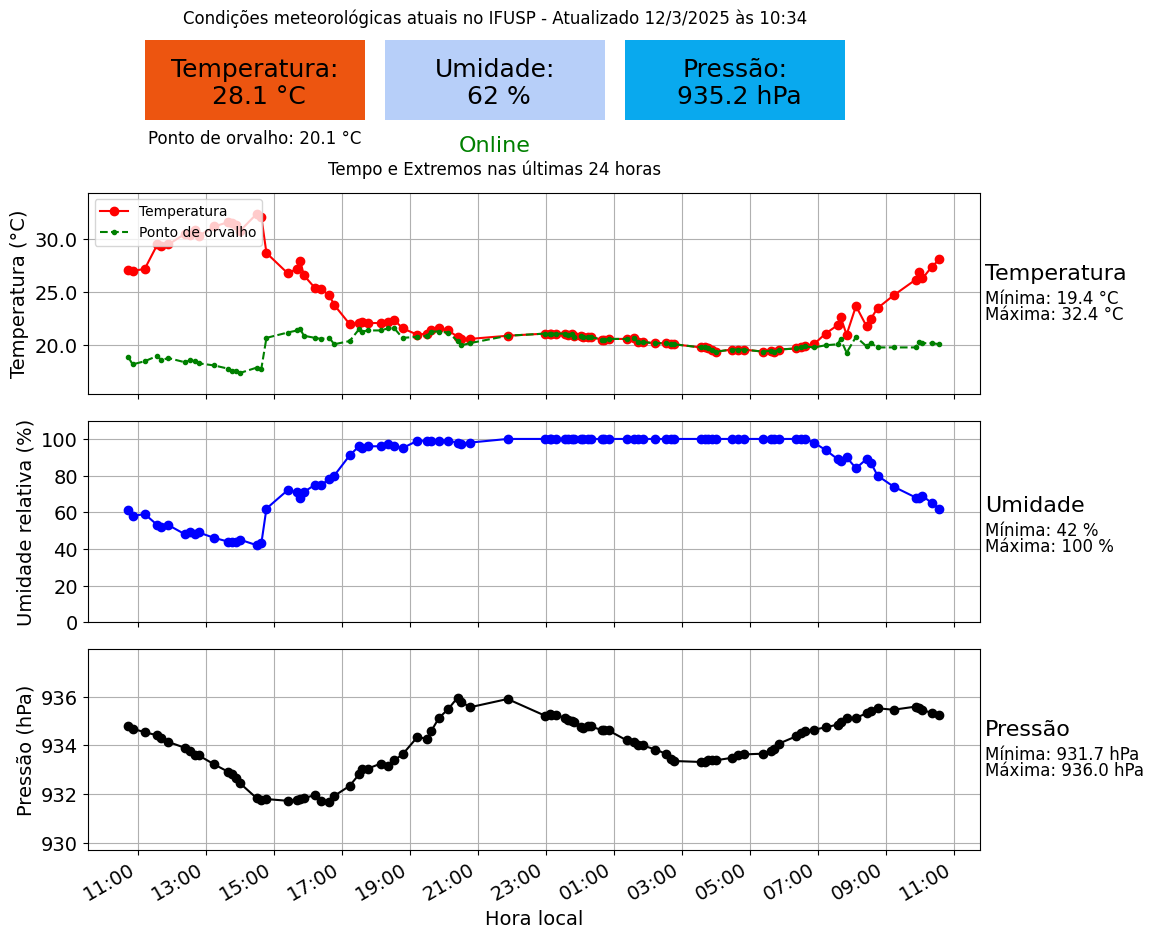 Condições meteorológicas atuais no IFUSP - Atualizado 12/3/2025 às 10:34
Temperatura:
28.1 °C
Umidade:
62 %
Pressão:
935.2 hPa
Ponto de orvalho: 20.1 °C
Online
Tempo e Extremos nas últimas 24 horas
Temperatura (°C)
30.0
25.0
20.0
Temperatura
Ponto de orvalho
Temperatura
Mínima: 19.4 °C
Máxima: 32.4 °C
Umidade relativa (%)
100
80
60
40
20
0
Umidade
Mínima: 42 %
Máxima: 100 %
Pressão (hPa)
936
934
932
930
Pressão
Mínima: 931.7 hPa
Máxima: 936.0 hPa
11:00 13:00 15:00 17:00 19:00 21:00 23:00 01:00 03:00 05:00 07:00 09:00 11:00
Hora local